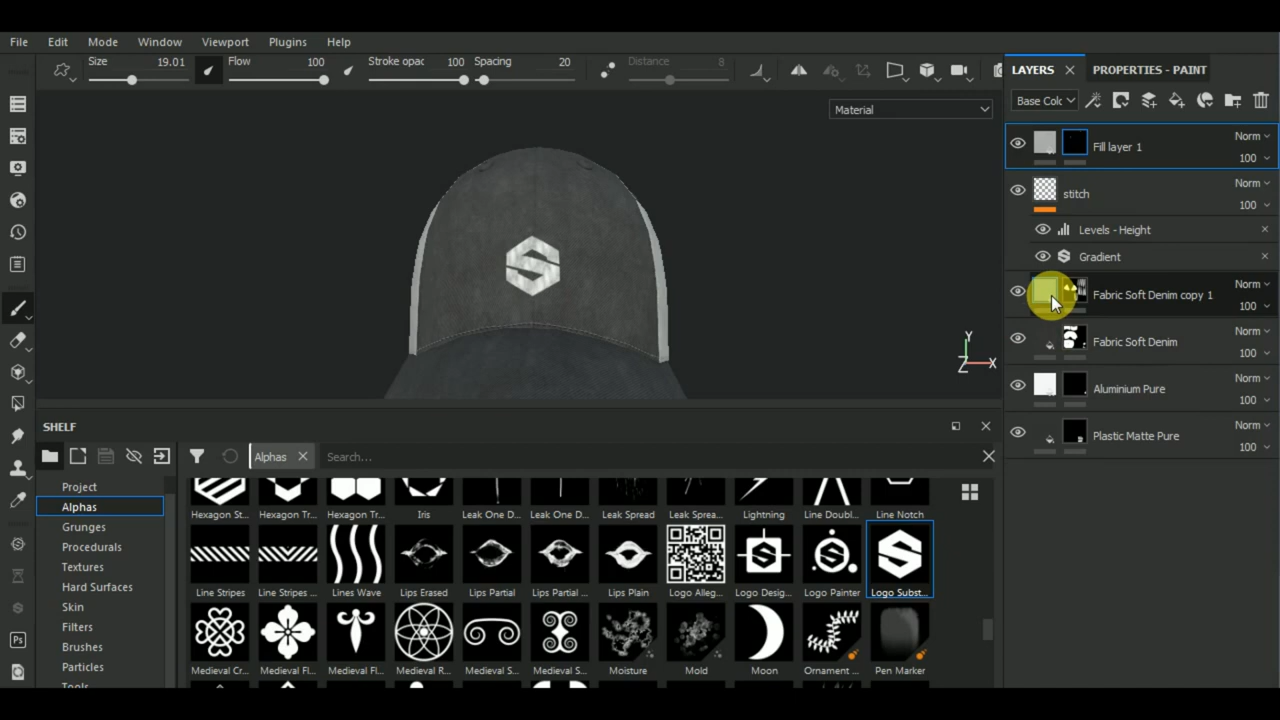 File Edit Mode Window Viewport Plugins Help
Size 19.01 Flow 100 Stroke opac 100 Spacing 20 Distance 8
LAYERS PROPERTIES - PAINT
Base Colc
Material
Norm
Fill layer 1
100
Norm
stitch
100
Levels - Height
Gradient
Norm
Fabric Soft Denim copy 1
100
Norm
Fabric Soft Denim
100
Norm
Aluminium Pure
100
Norm
Plastic Matte Pure
100
Y
X
Z
SHELF
Alphas
Search...
Project
Alphas
Grunges
Procedurals
Textures
Hard Surfaces
Skin
Filters
Brushes
Particles
Tools
Hexagon St... Hexagon Tr... Hexagon Tr... Iris Leak One D... Leak One D... Leak Spread Leak Sprea... Lightning Line Doubl... Line Notch
Line Stripes Line Stripes ... Lines Wave Lips Erased Lips Partial Lips Partial ... Lips Plain Logo Alleg... Logo Desig... Logo Painter Logo Subst...
Medieval Cr... Medieval Fl... Medieval Fl... Medieval R... Medieval S... Medieval S... Moisture Mold Moon Ornament ... Pen Marker
Ps